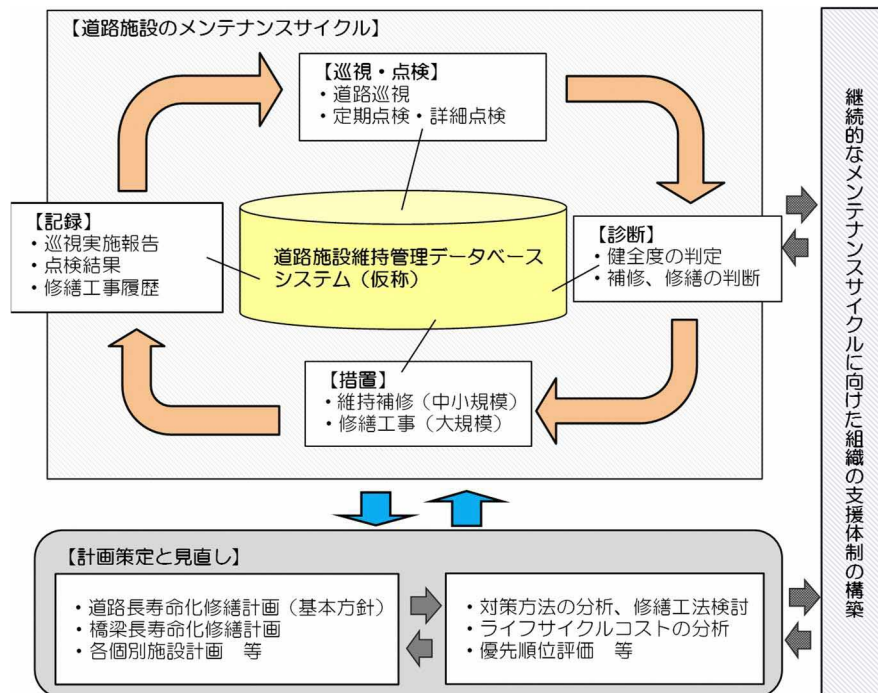 【道路施設のメンテナンスサイクル】
【巡視・点検】
・道路巡視
・定期点検・詳細点検
【記録】
・巡視実施報告
・点検結果
・修繕工事履歴
道路施設維持管理データベース
システム（仮称）
【診断】
・健全度の判定
・補修、修繕の判断
【措置】
・維持補修（中小規模）
・修繕工事（大規模）
【計画策定と見直し】
・道路長寿命化修繕計画（基本方針）
・橋梁長寿命化修繕計画
・各個別施設計画　等
・対策方法の分析、修繕工法検討
・ライフサイクルコストの分析
・優先順位評価　等
継続的なメンテナンスサイクルに向けた組織の支援体制の構築